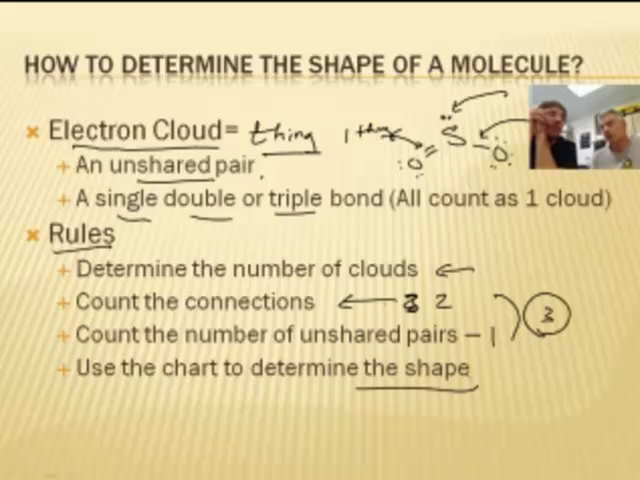 HOW TO DETERMINE THE SHAPE OF A MOLECULE?
Electron Cloud= thing 1 thing :O=S-O:
An unshared pair
A single double or triple bond (All count as 1 cloud)
Rules
Determine the number of clouds
Count the connections 2
Count the number of unshared pairs – 1 3
Use the chart to determine the shape